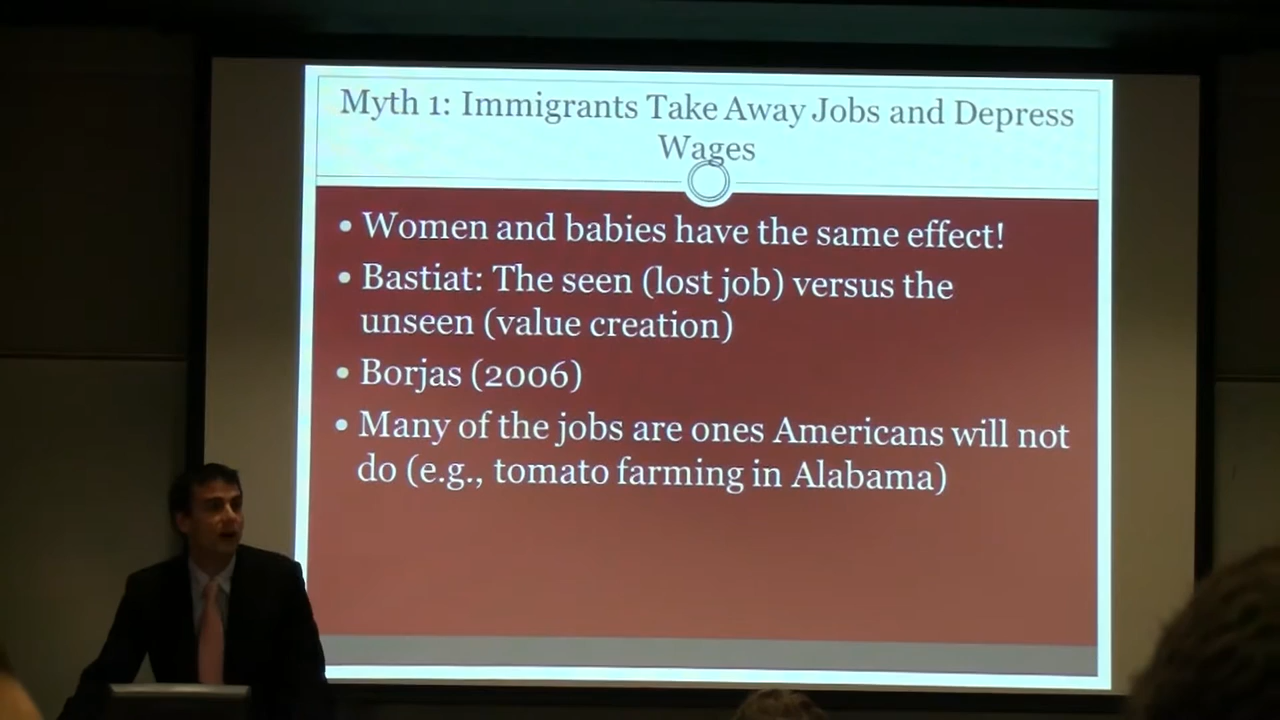 Myth 1: Immigrants Take Away Jobs and Depress
Wages
• Women and babies have the same effect!
• Bastiat: The seen (lost job) versus the
unseen (value creation)
• Borjas (2006)
• Many of the jobs are ones Americans will not
do (e.g., tomato farming in Alabama)